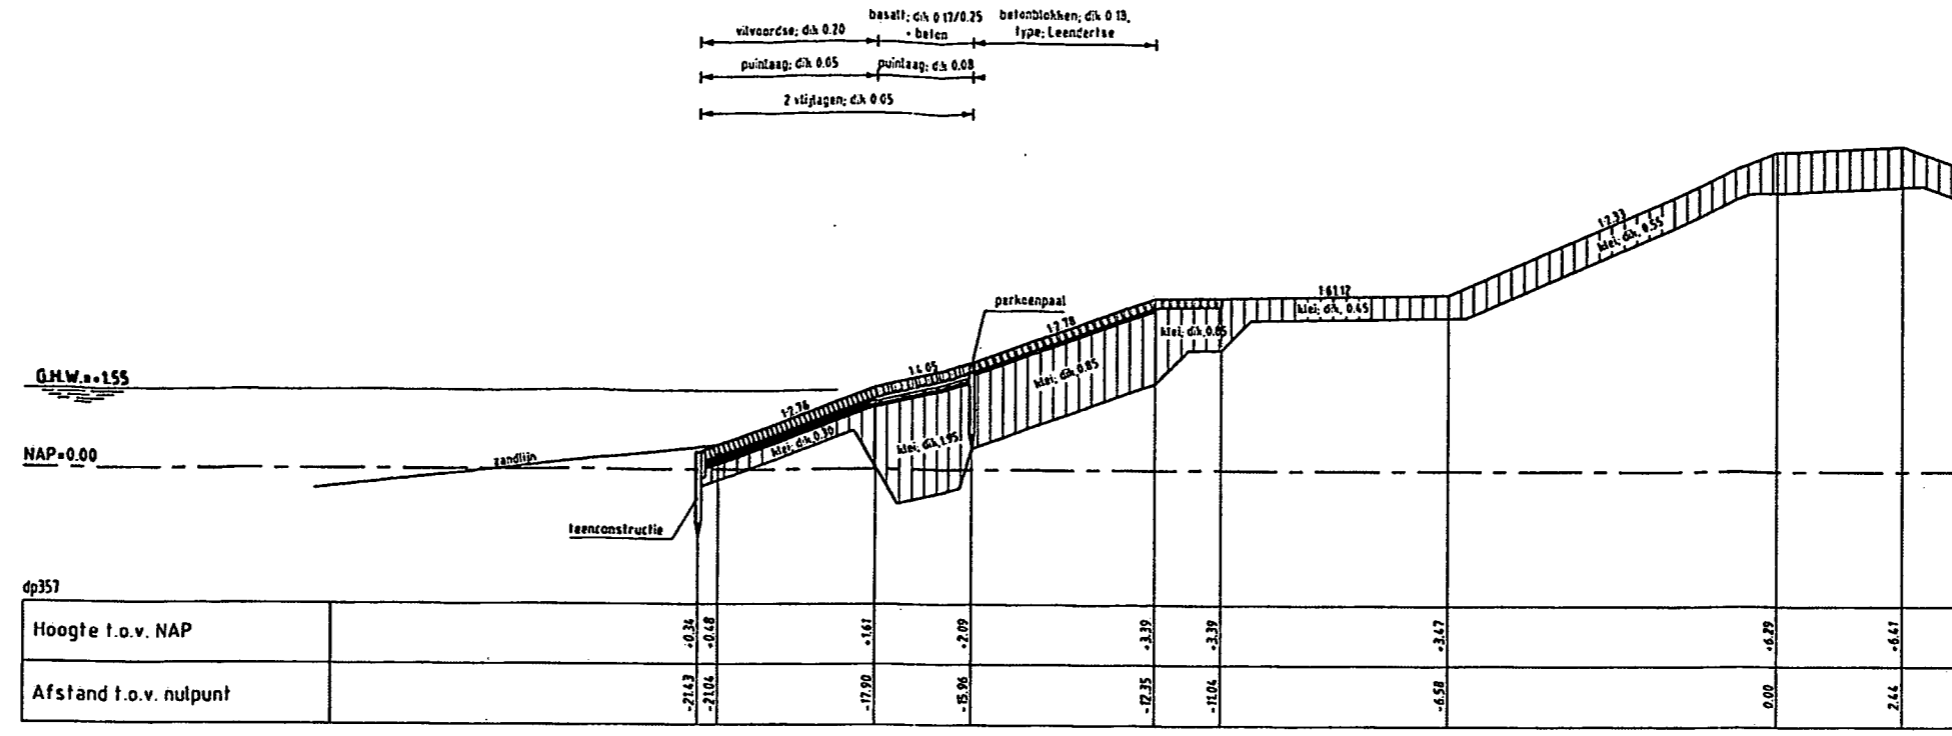 basalt; dik 0.17/0.25
+ beton
betonblokken; dik 0.13,
type; Leendertse
vilvoordse; dik 0.20
puinlaag; dik 0.05
puinlaag; dik 0.08
2 vlijlagen; dik 0.05
1:2.33
klei; dik, 0.55
perkoenpaal
1:61.12
klei; dik, 0.45
1:2.78
klei; dik, 0.85
G.H.W.=+1.55
1:4.05
klei; dik, 0.85
1:2.76
klei; dik, 0.30
klei; dik, 1.95
NAP=0.00
zandlijn
teenconstructie
dp357
Hoogte t.o.v. NAP +0.34 +0.48 +1.61 +2.09 +3.39 +3.39 +3.47 +6.29 +6.41
Afstand t.o.v. nulpunt -21.43 -21.04 -17.90 -15.96 -12.35 -11.04 -6.58 0.00 2.44